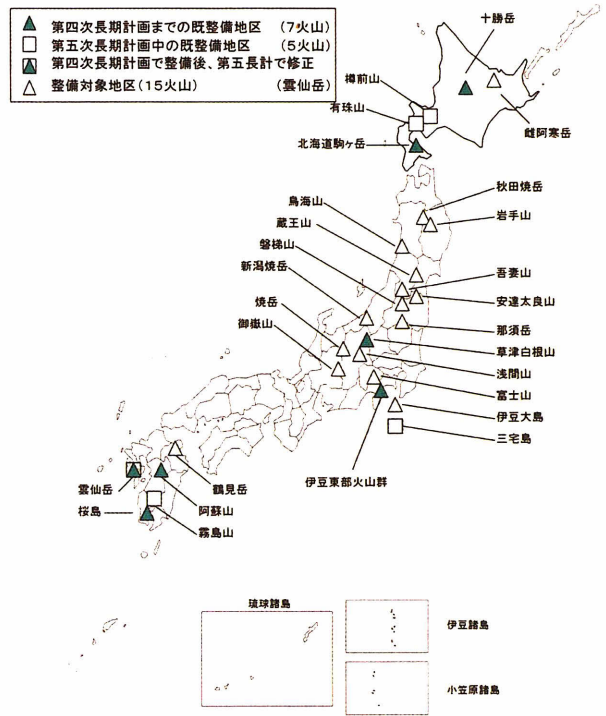 第四次長期計画までの既整備地区 (7火山)
第五次長期計画中の既整備地区 (5火山)
第四次長期計画で整備後、第五長計で修正
整備対象地区(15火山) (雲仙岳)
十勝岳
樽前山
有珠山
雌阿寒岳
北海道駒ヶ岳
秋田焼岳
鳥海山
岩手山
蔵王山
磐梯山
吾妻山
新潟焼岳
安達太良山
焼岳
那須岳
御嶽山
草津白根山
浅間山
富士山
伊豆大島
三宅島
伊豆東部火山群
雲仙岳
鶴見岳
桜島
阿蘇山
霧島山
琉球諸島
伊豆諸島
小笠原諸島